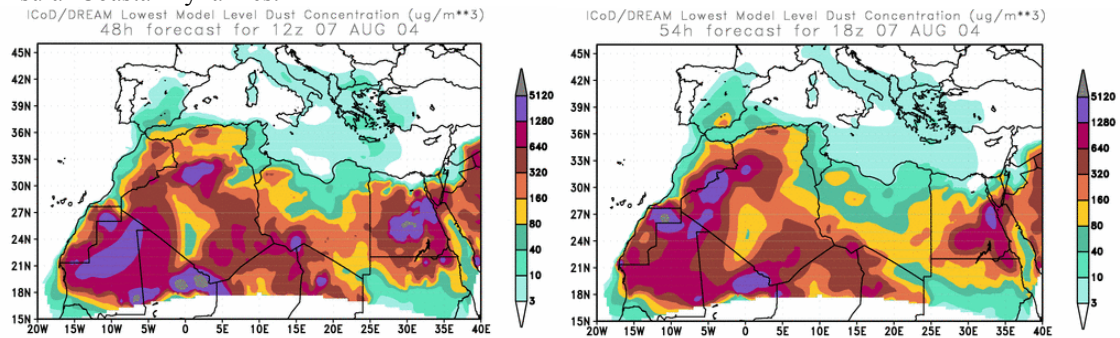 ICoD/DREAM Lowest Model Level Dust Concentration (ug/m**3)
48h forecast for 12z 07 AUG 04
45N
42N
39N
36N
33N
30N
27N
24N
21N
18N
15N
20W 15W 10W 5W 0 5E 10E 15E 20E 25E 30E 35E 40E
5120
1280
640
320
160
80
40
10
3
ICoD/DREAM Lowest Model Level Dust Concentration (ug/m**3)
54h forecast for 18z 07 AUG 04
45N
42N
39N
36N
33N
30N
27N
24N
21N
18N
15N
20W 15W 10W 5W 0 5E 10E 15E 20E 25E 30E 35E 40E
5120
1280
640
320
160
80
40
10
3